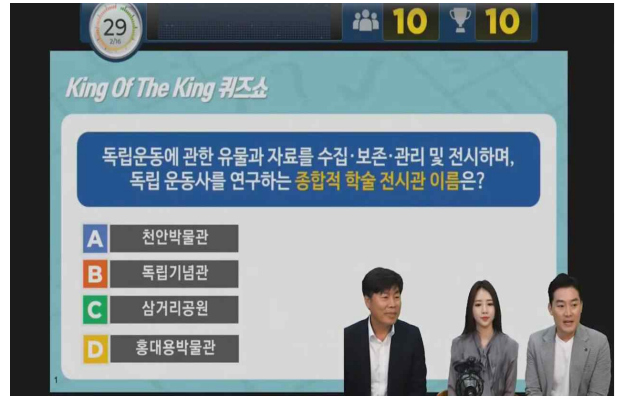 29
2/16
10
10
King Of The King 퀴즈쇼
독립운동에 관한 유물과 자료를 수집·보존·관리 및 전시하며,
독립 운동사를 연구하는 종합적 학술 전시관 이름은?
A 천안박물관
B 독립기념관
C 삼거리공원
D 홍대용박물관
1